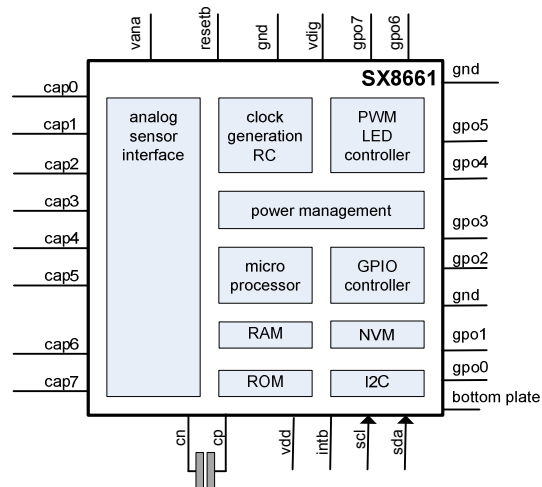 vana
resetb
gnd
vdig
gpo7
gpo6
SX8661
cap0
cap1
cap2
cap3
cap4
cap5
cap6
cap7
analog
sensor
interface
clock
generation
RC
PWM
LED
controller
power management
micro
processor
GPIO
controller
RAM
NVM
ROM
I2C
gnd
gpo5
gpo4
gpo3
gpo2
gnd
gpo1
gpo0
bottom plate
cn
cp
vdd
intb
scl
sda